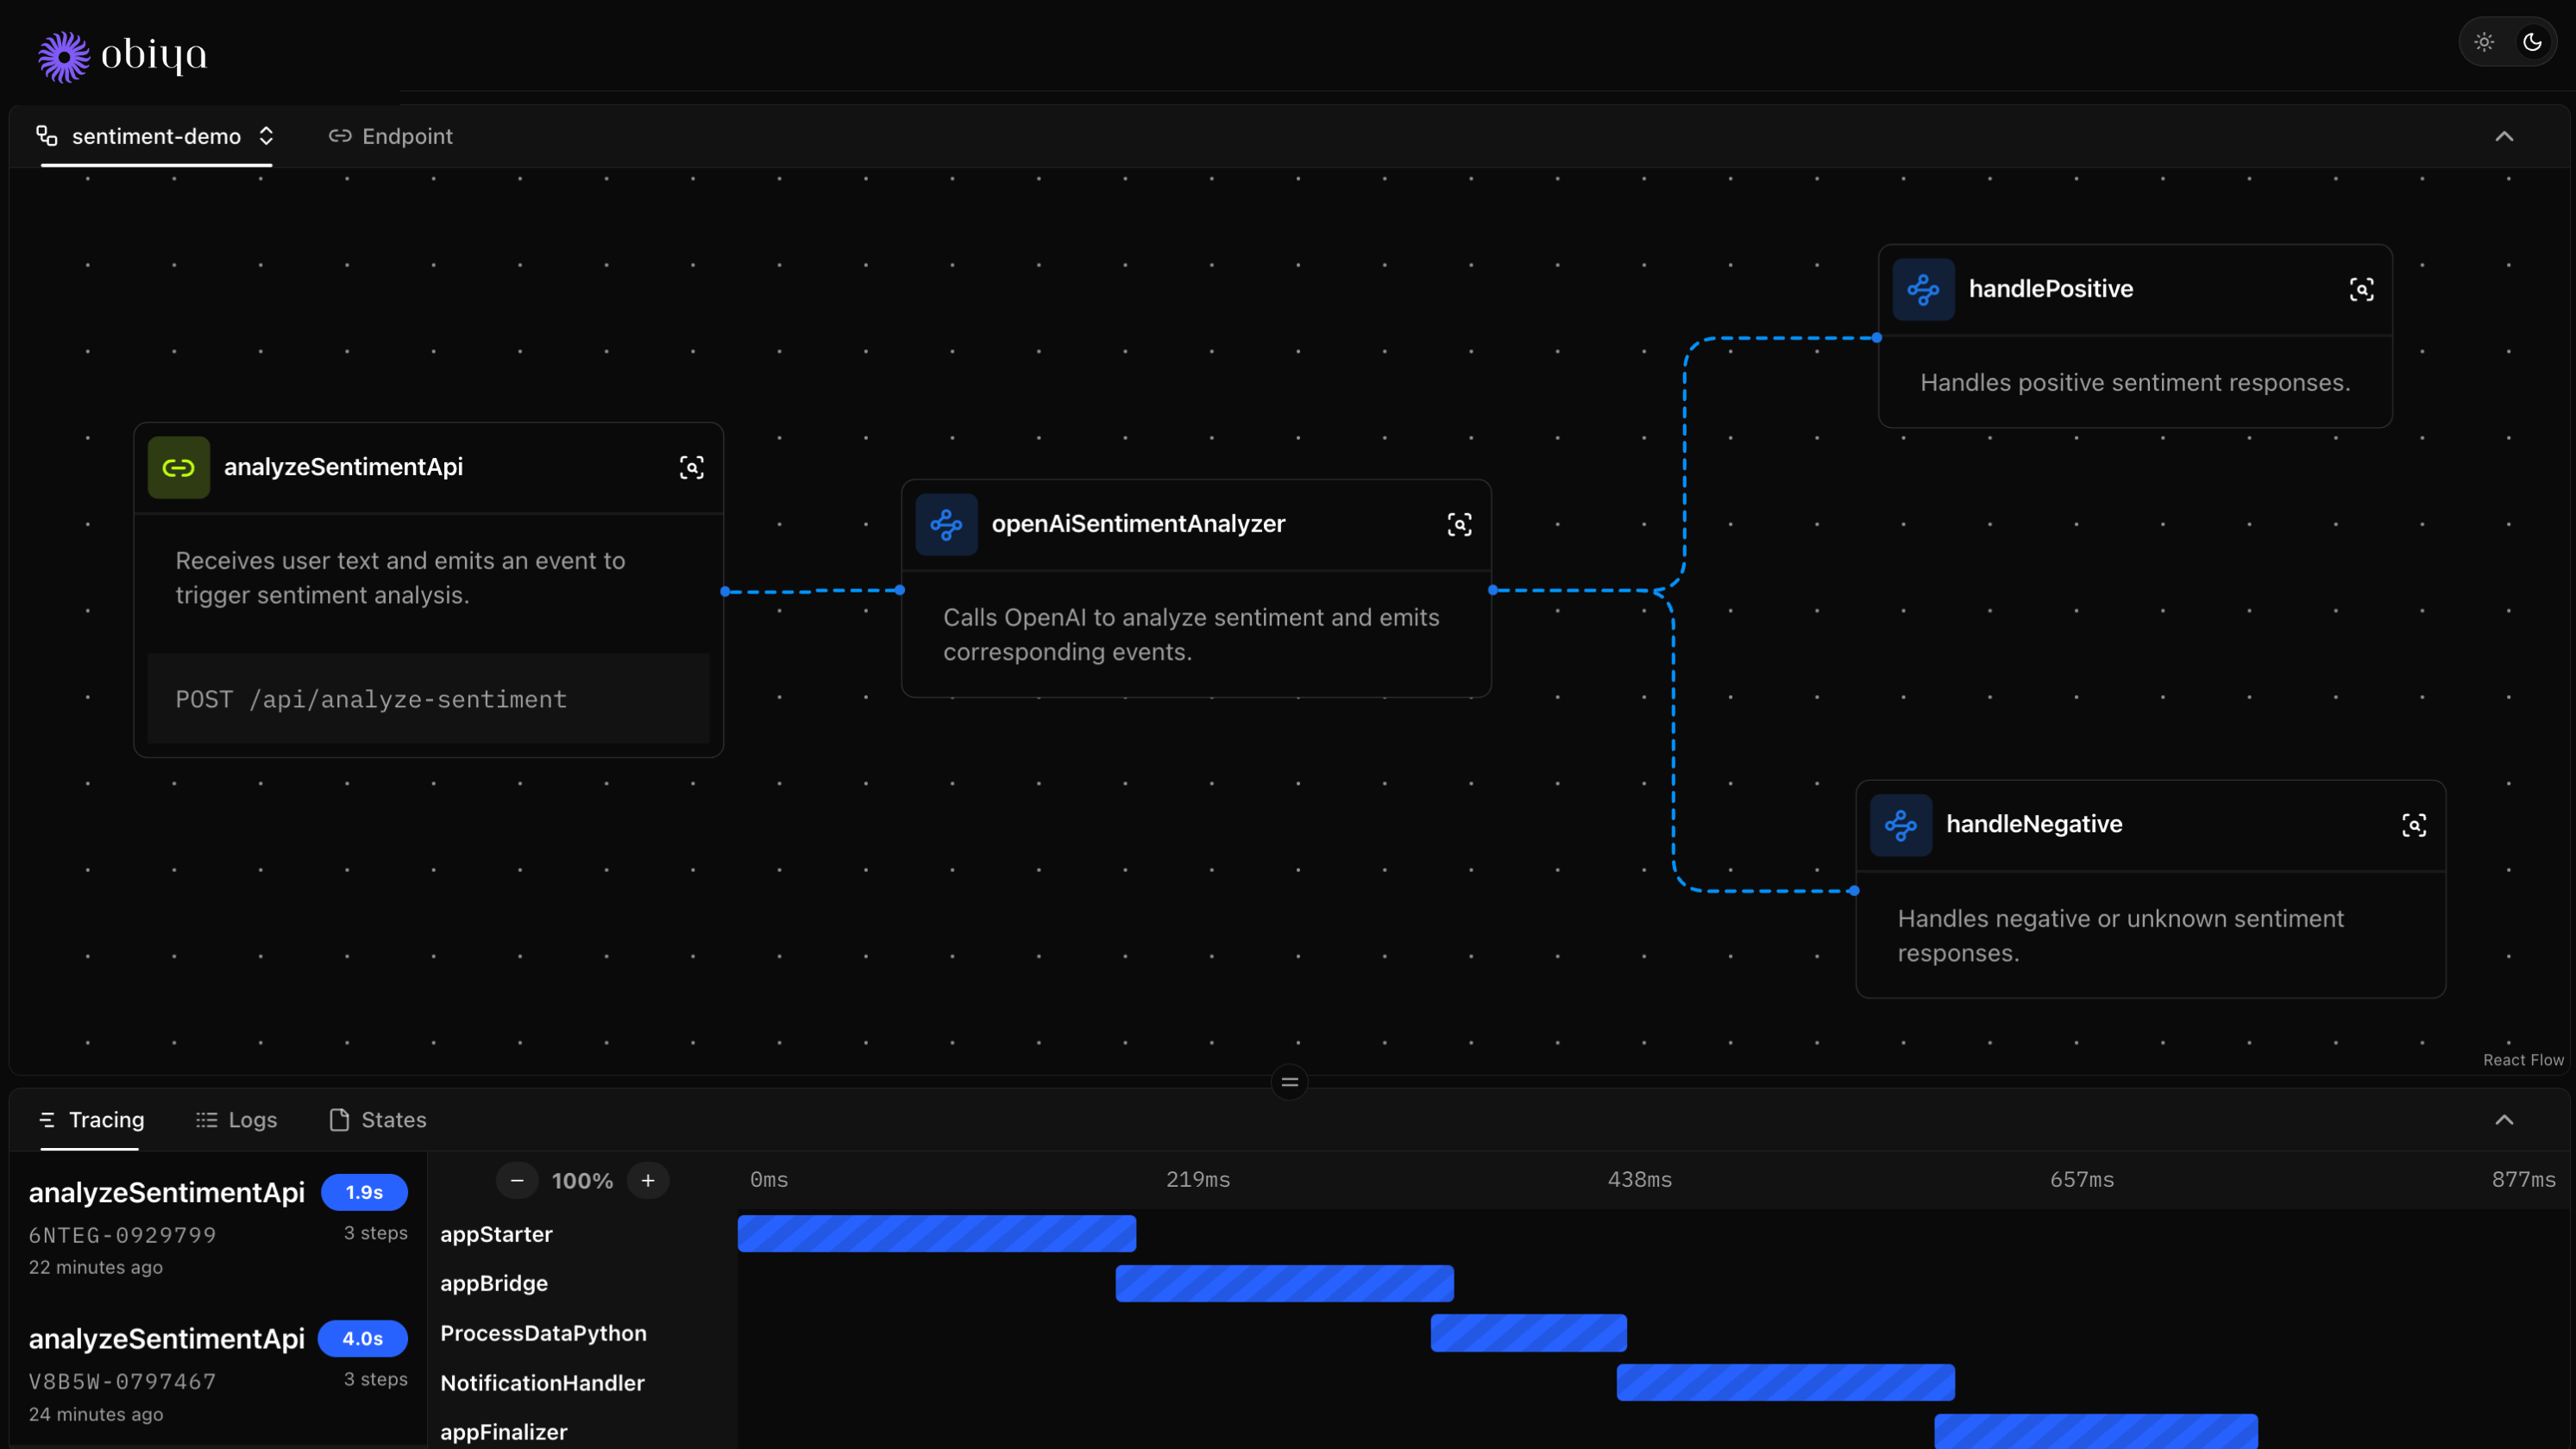 obiya
sentiment-demo
Endpoint
handlePositive
Handles positive sentiment responses.
analyzeSentimentApi
Receives user text and emits an event to
trigger sentiment analysis.
POST /api/analyze-sentiment
openAiSentimentAnalyzer
Calls OpenAI to analyze sentiment and emits
corresponding events.
handleNegative
Handles negative or unknown sentiment
responses.
React Flow
Tracing
Logs
States
analyzeSentimentApi 1.9s
6NTEG-0929799 3 steps
22 minutes ago
analyzeSentimentApi 4.0s
V8B5W-0797467 3 steps
24 minutes ago
− 100% +
0ms 219ms 438ms 657ms 877ms
appStarter
appBridge
ProcessDataPython
NotificationHandler
appFinalizer